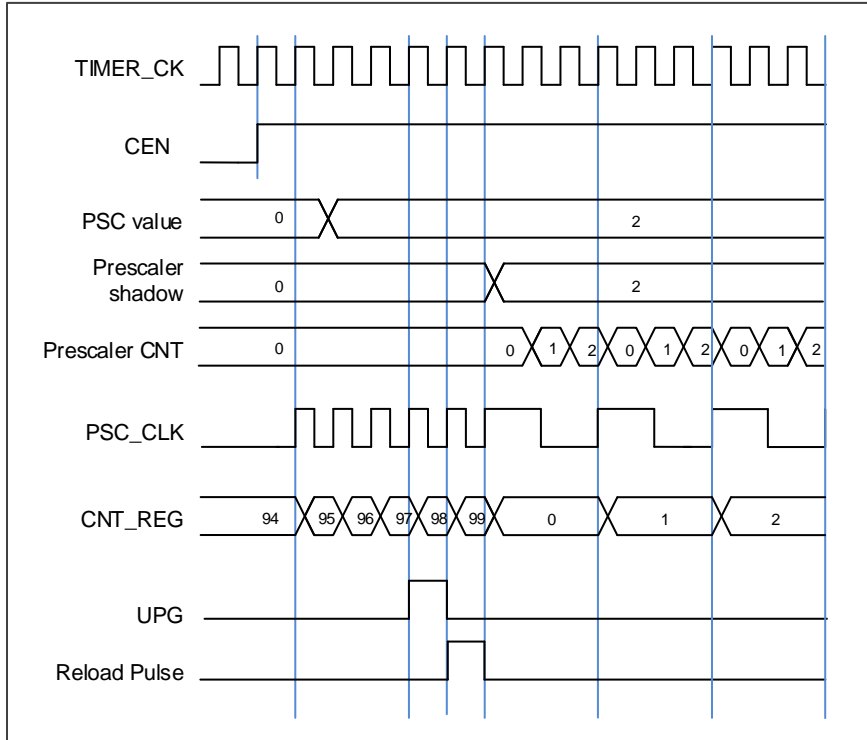 TIMER_CK
CEN
PSC value 0 2
Prescaler
shadow 0 2
Prescaler CNT 0 0 1 2 0 1 2 0 1 2
PSC_CLK
CNT_REG 94 95 96 97 98 99 0 1 2
UPG
Reload Pulse